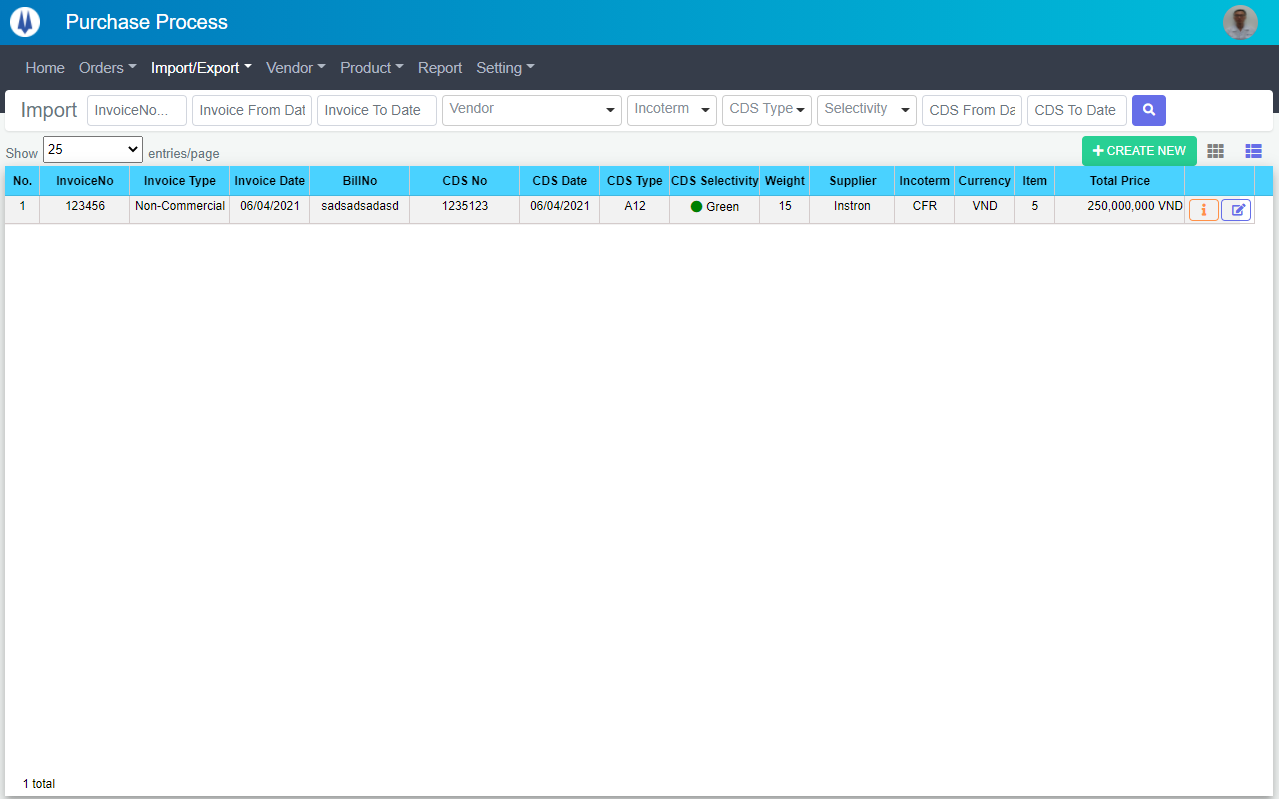 Purchase Process
Home Orders Import/Export Vendor Product Report Setting
Import InvoiceNo... Invoice From Dat Invoice To Date Vendor Incoterm CDS Type Selectivity CDS From Da CDS To Date
Show 25 entries/page CREATE NEW
No. InvoiceNo Invoice Type Invoice Date BillNo CDS No CDS Date CDS Type CDS Selectivity Weight Supplier Incoterm Currency Item Total Price
1 123456 Non-Commercial 06/04/2021 sadsadsadasd 1235123 06/04/2021 A12 Green 15 Instron CFR VND 5 250,000,000 VND
1 total